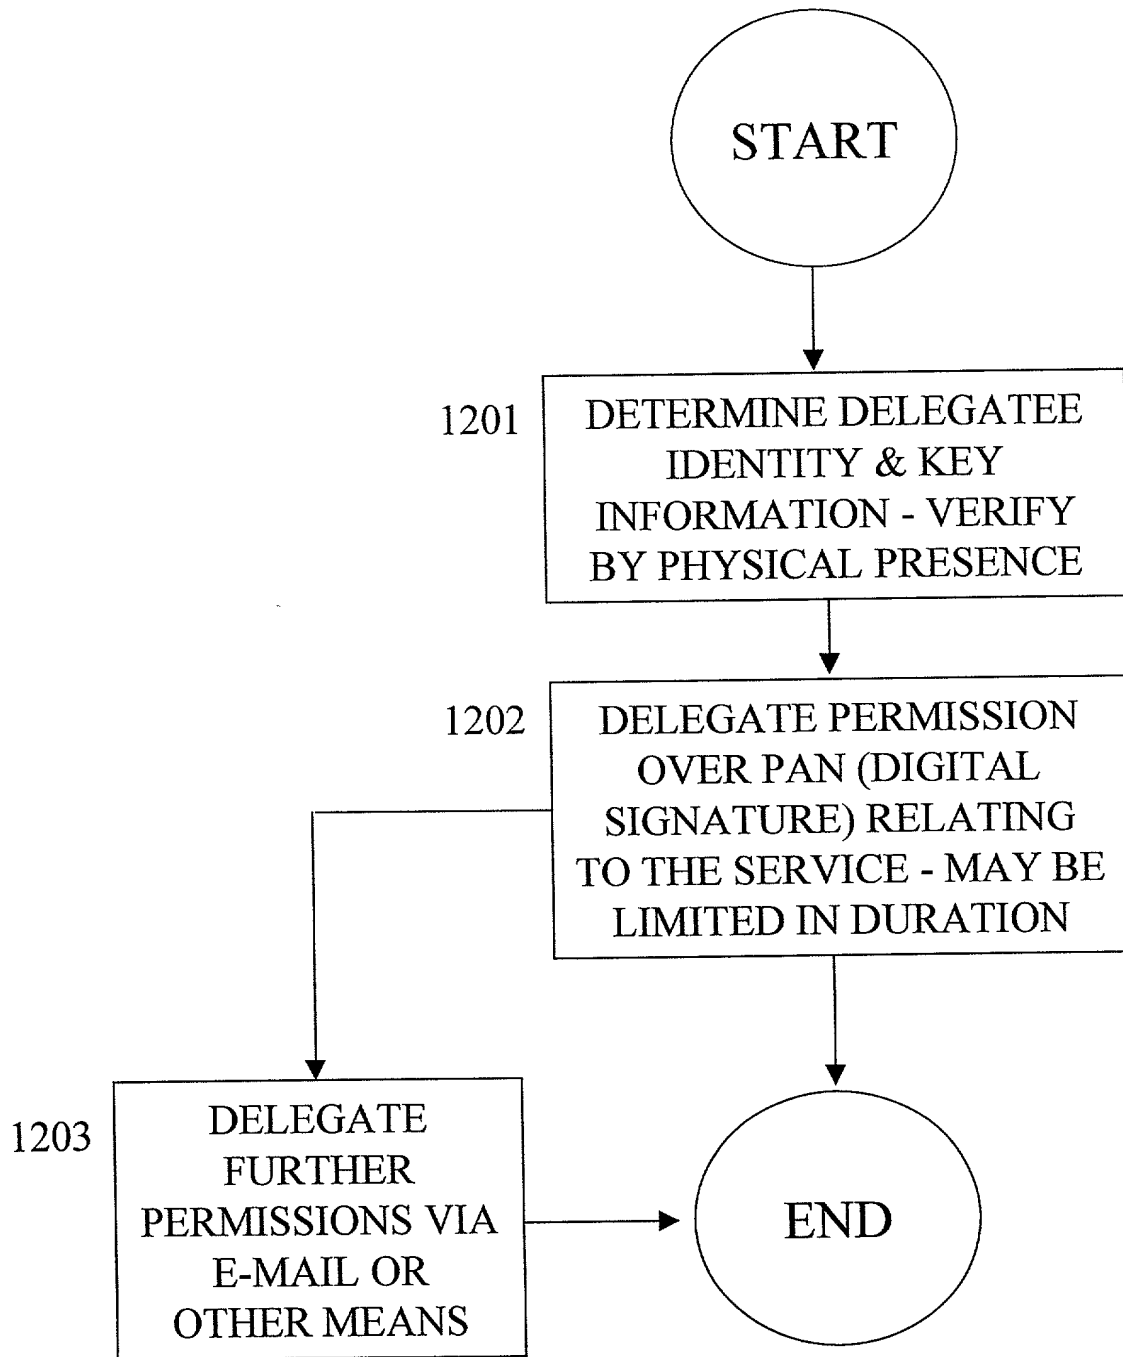 START
1201
DETERMINE DELEGATEE
IDENTITY & KEY
INFORMATION - VERIFY
BY PHYSICAL PRESENCE
1202
DELEGATE PERMISSION
OVER PAN (DIGITAL
SIGNATURE) RELATING
TO THE SERVICE - MAY BE
LIMITED IN DURATION
1203
DELEGATE
FURTHER
PERMISSIONS VIA
E-MAIL OR
OTHER MEANS
END